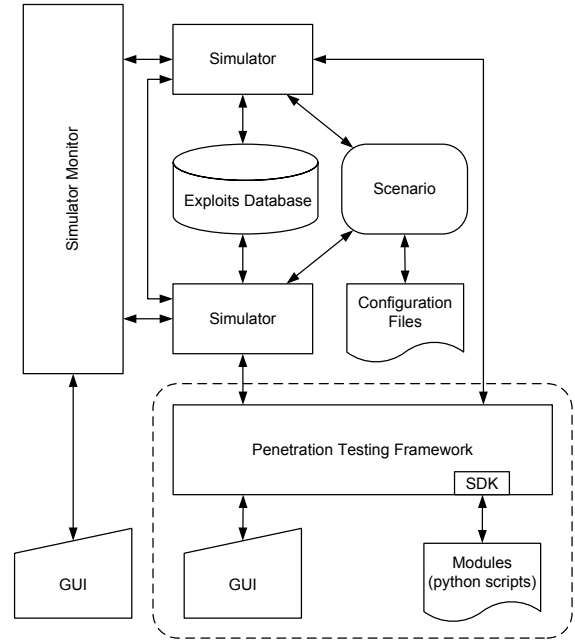 Simulator Monitor
Simulator
Exploits Database
Scenario
Simulator
Configuration
Files
Penetration Testing Framework
SDK
GUI
GUI
Modules
(python scripts)